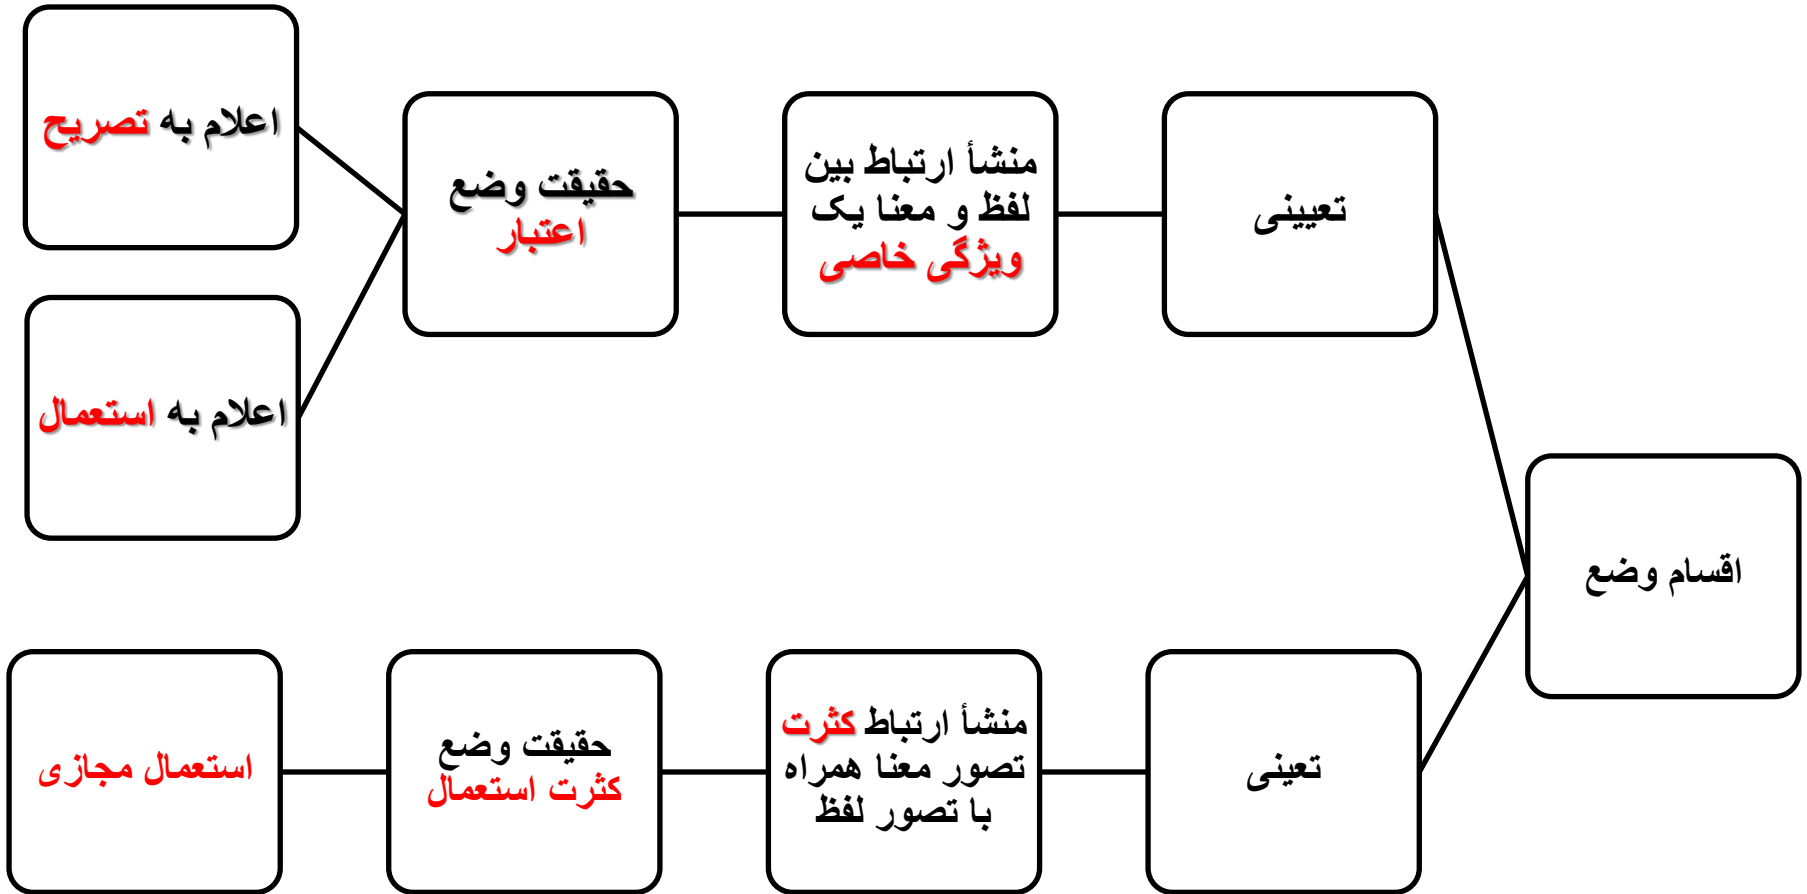 اقسام وضع
تعیینی
منشأ ارتباط بین
لفظ و معنا یک
ویژگی خاصی
حقیقت وضع
اعتبار
اعلام به تصریح
اعلام به استعمال
تعینی
منشأ ارتباط کثرت
تصور معنا همراه
با تصور لفظ
حقیقت وضع
کثرت استعمال
استعمال مجازی